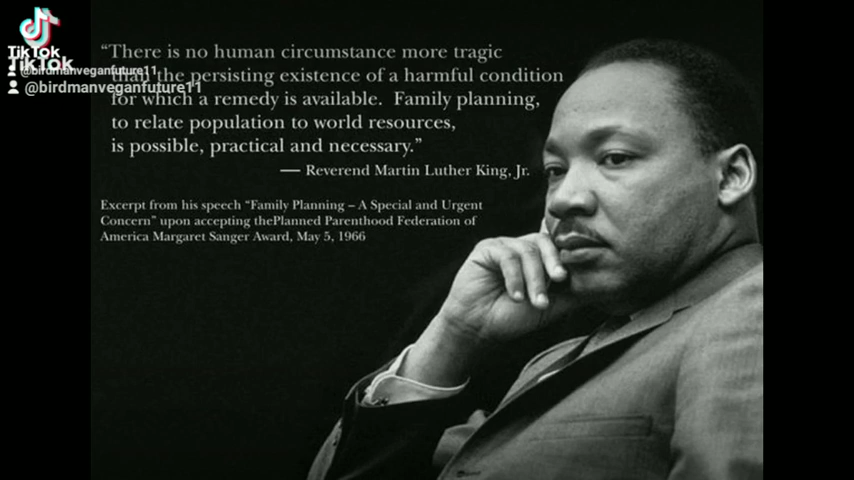 TikTok
TikTok
@birdmanveganfuture11
@birdmanveganfuture11
“There is no human circumstance more tragic
than the persisting existence of a harmful condition
for which a remedy is available. Family planning,
to relate population to world resources,
is possible, practical and necessary.”
— Reverend Martin Luther King, Jr.
Excerpt from his speech “Family Planning – A Special and Urgent
Concern” upon accepting thePlanned Parenthood Federation of
America Margaret Sanger Award, May 5, 1966